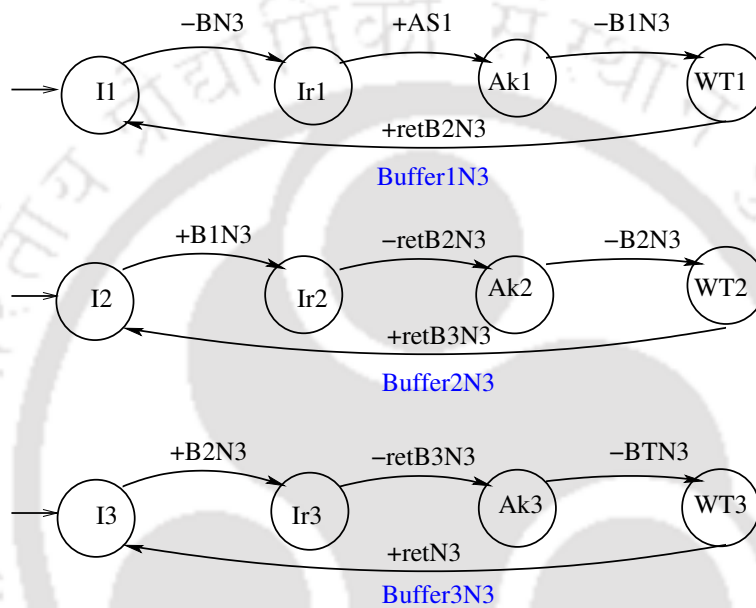 −BN3
+AS1
−B1N3
I1
Ir1
Ak1
WT1
+retB2N3
Buffer1N3
+B1N3
−retB2N3
−B2N3
I2
Ir2
Ak2
WT2
+retB3N3
Buffer2N3
+B2N3
−retB3N3
−BTN3
I3
Ir3
Ak3
WT3
+retN3
Buffer3N3